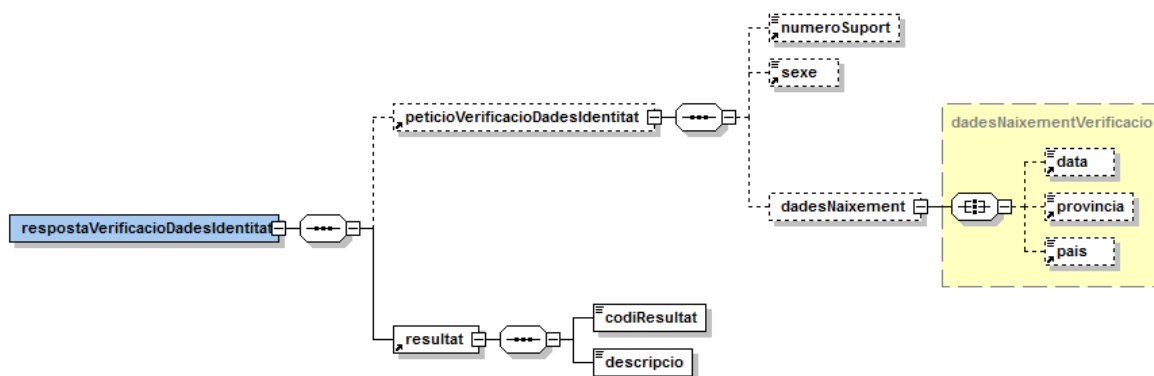 numeroSuport
sexe
peticioVerificacioDadesIdentitat
dadesNaixementVerificacio
data
dadesNaixement
provincia
pais
respostaVerificacioDadesIdentitat
resultat
codiResultat
descripcio